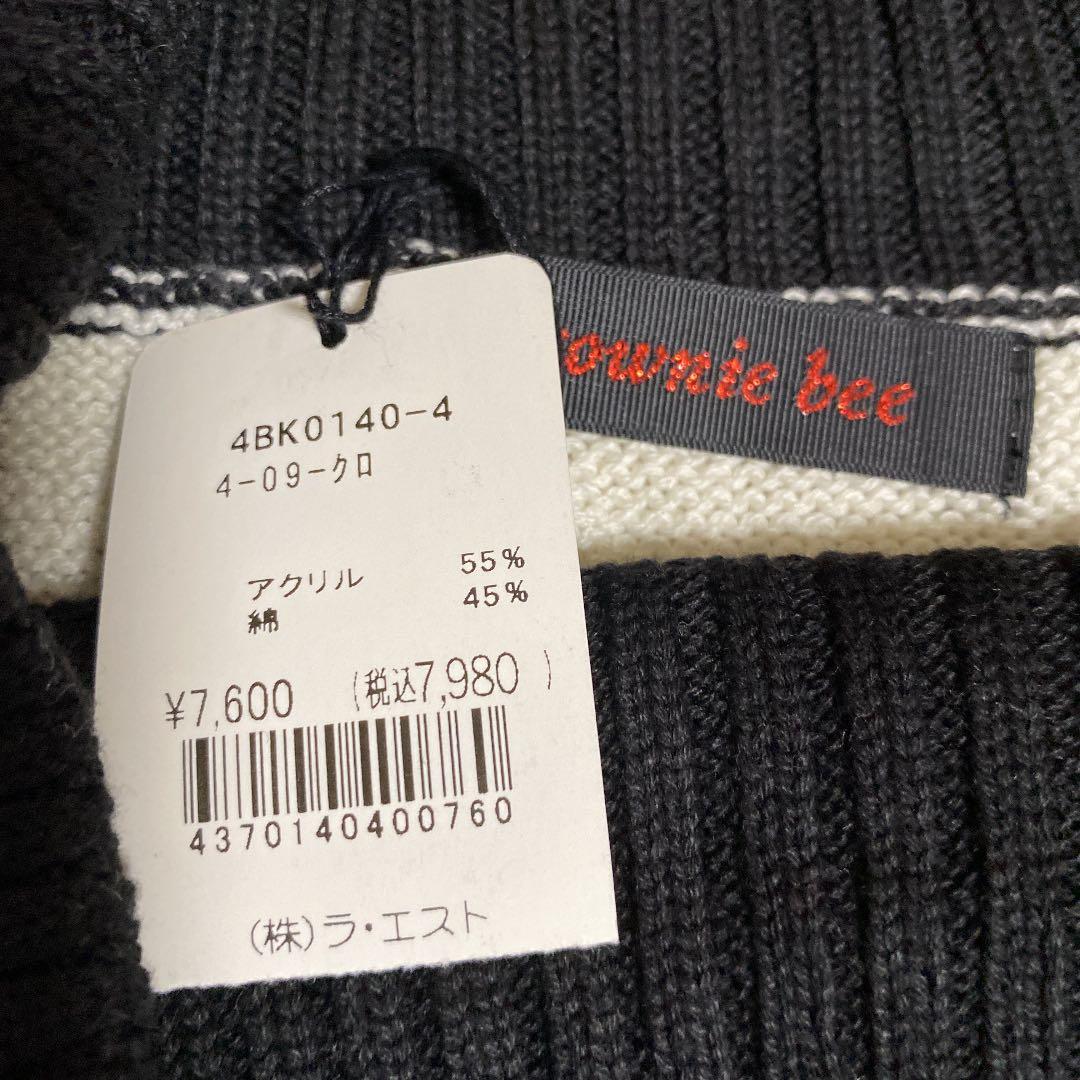 4BK0140-4
4-09-クロ
アクリル 55%
綿 45%
¥7,600 (税込7,980 )
4370140400760
(株)ラ・エスト
rownie bee